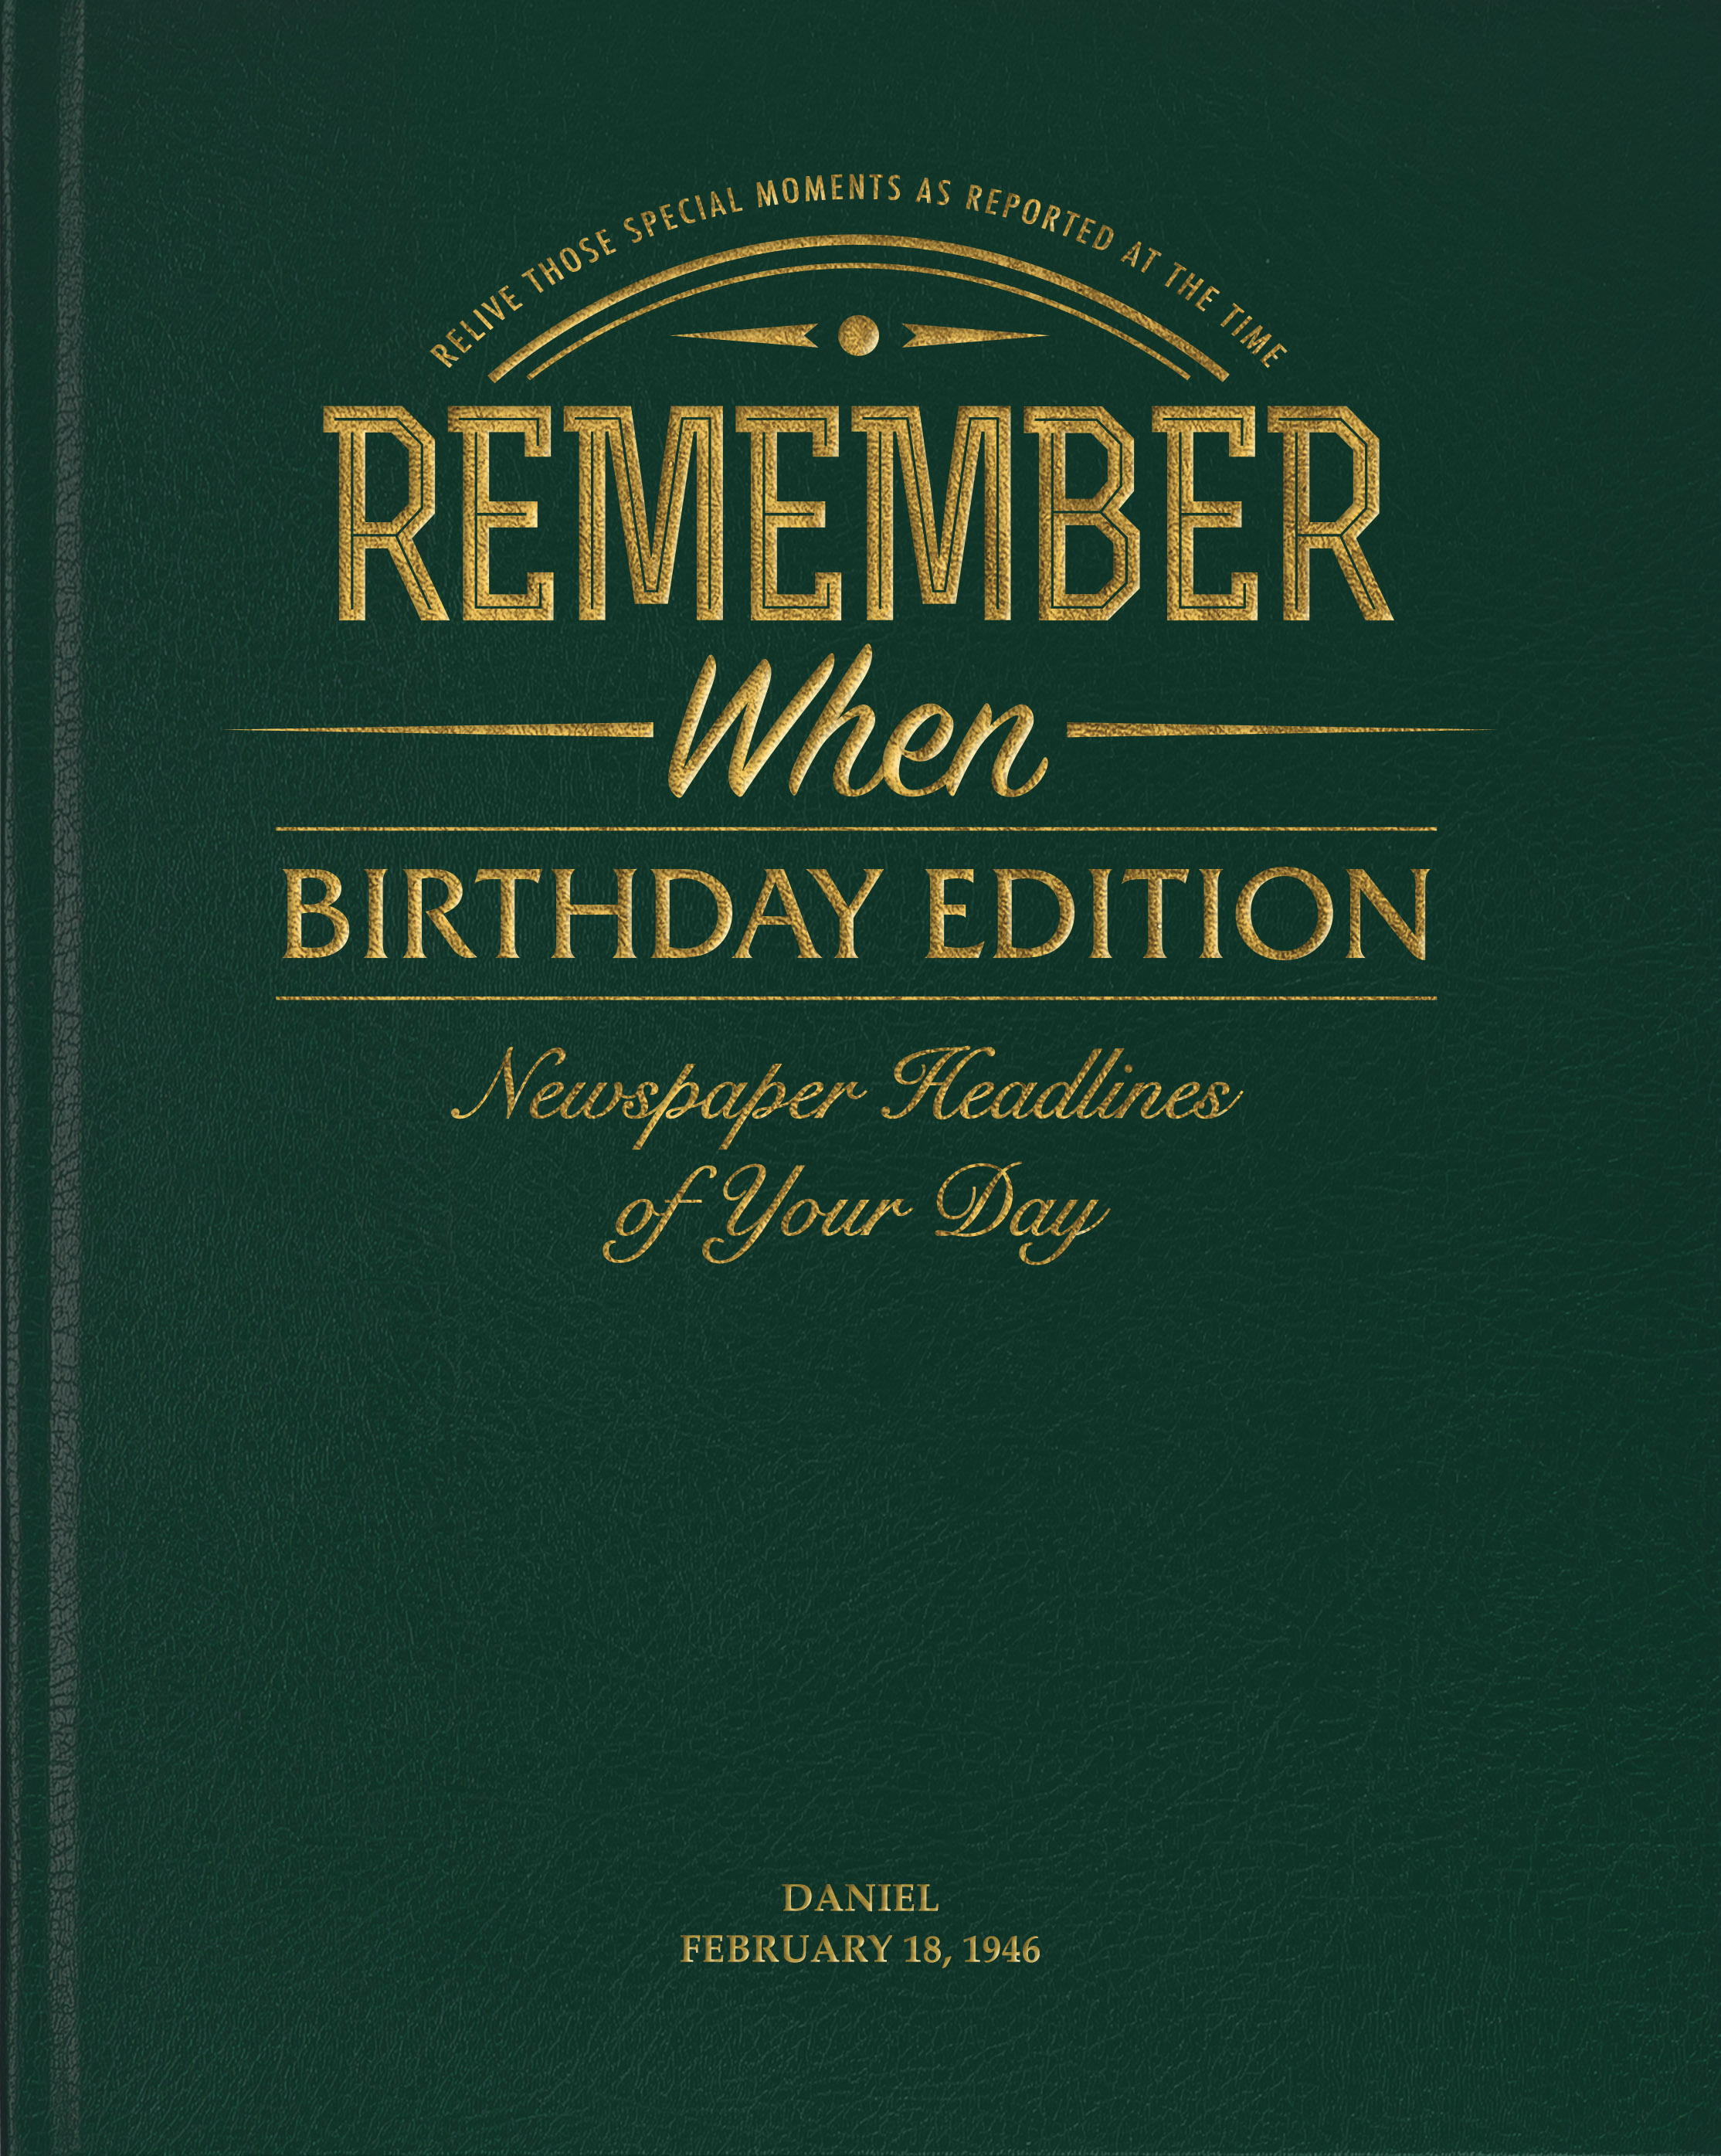 RELIVE THOSE SPECIAL MOMENTS AS REPORTED AT THE TIME
REMEMBER
When
BIRTHDAY EDITION
Newspaper Headlines
of Your Day
DANIEL
FEBRUARY 18, 1946